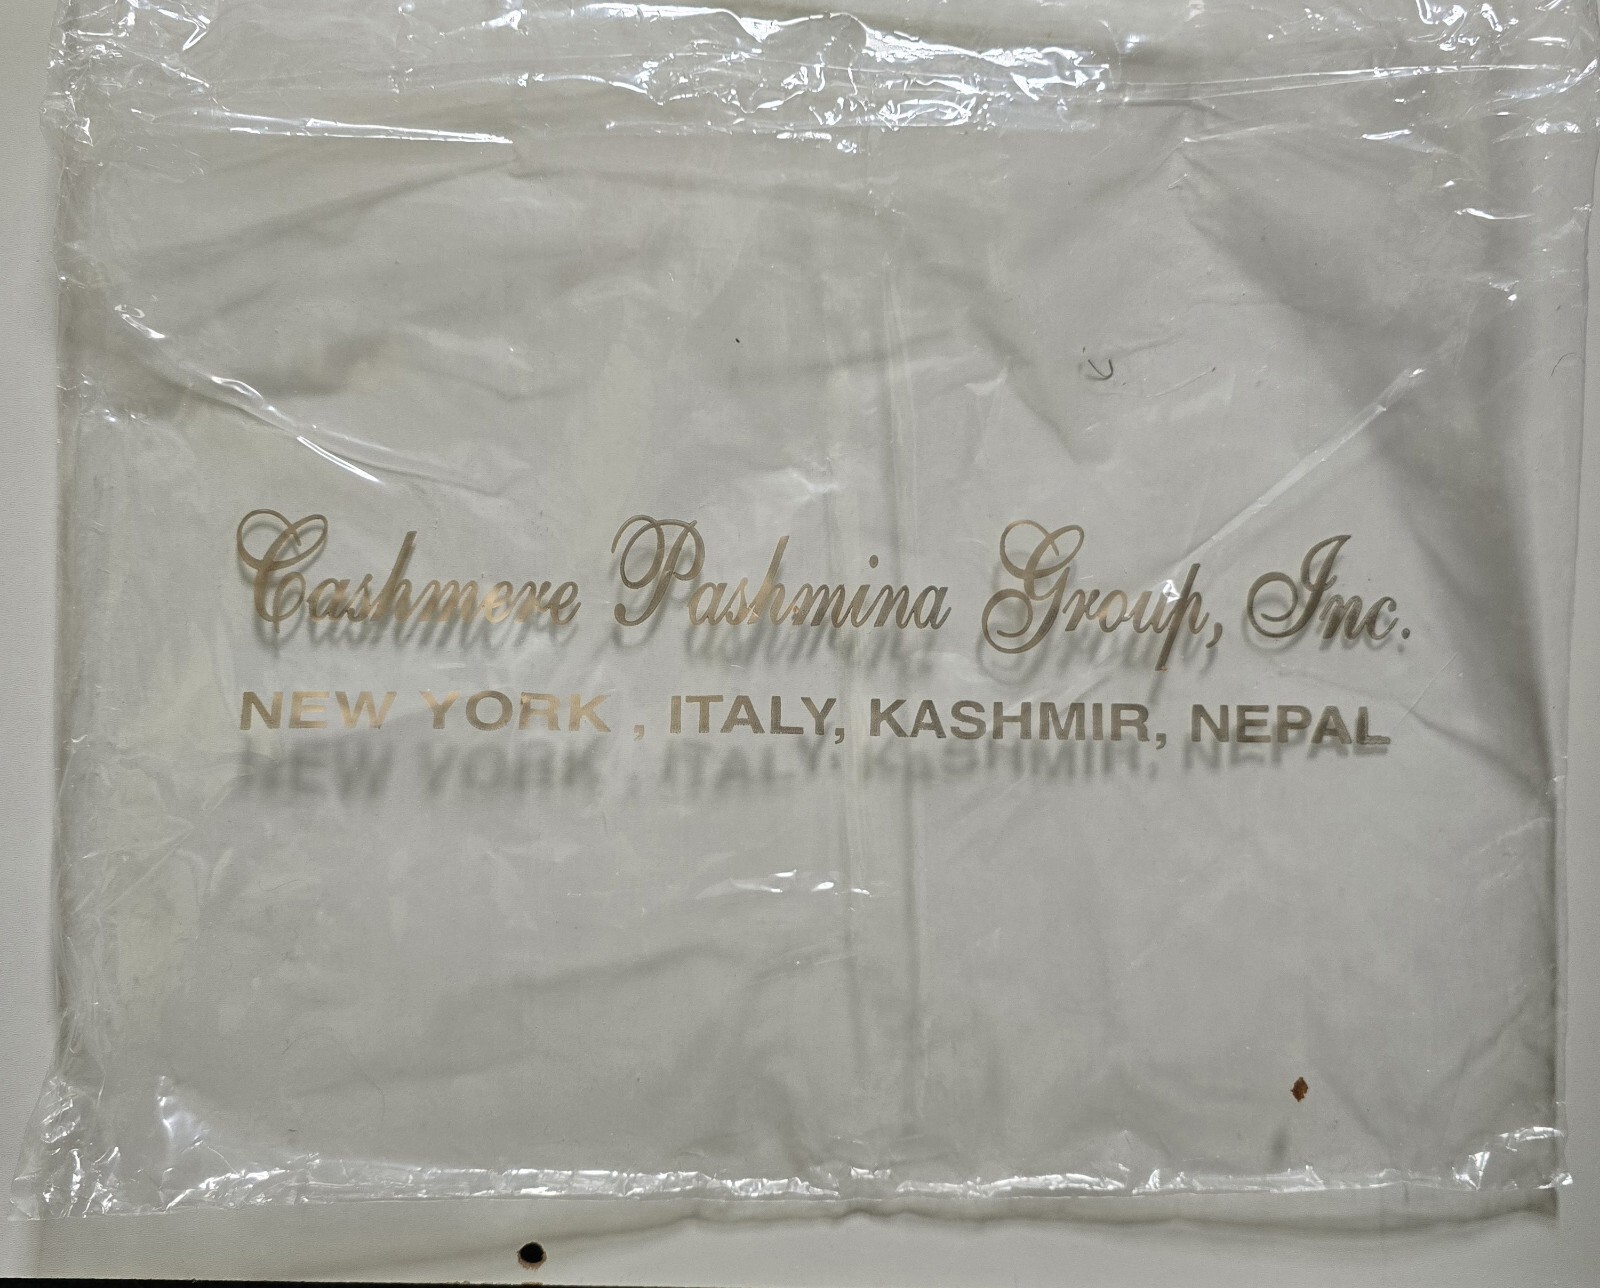 Cashmere Pashmina Group, Inc.
NEW YORK , ITALY, KASHMIR, NEPAL